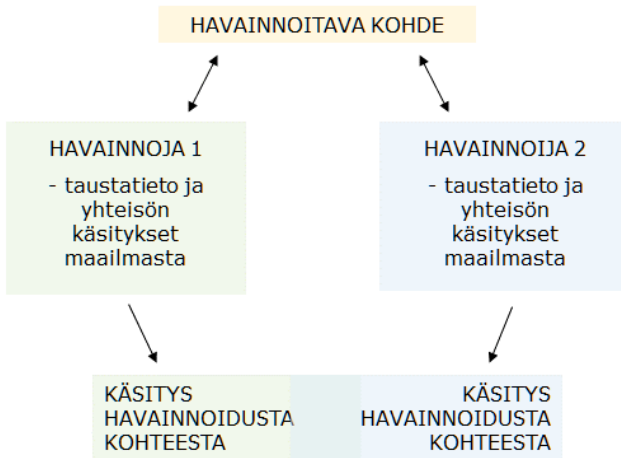 HAVAINNOITAVA KOHDE
HAVAINNOJA 1
- taustatieto ja
yhteisön
käsitykset
maailmasta
HAVAINNOIJA 2
- taustatieto ja
yhteisön
käsitykset
maailmasta
KÄSITYS
HAVAINNOIDUSTA
KOHTEESTA
KÄSITYS
HAVAINNOIDUSTA
KOHTEESTA